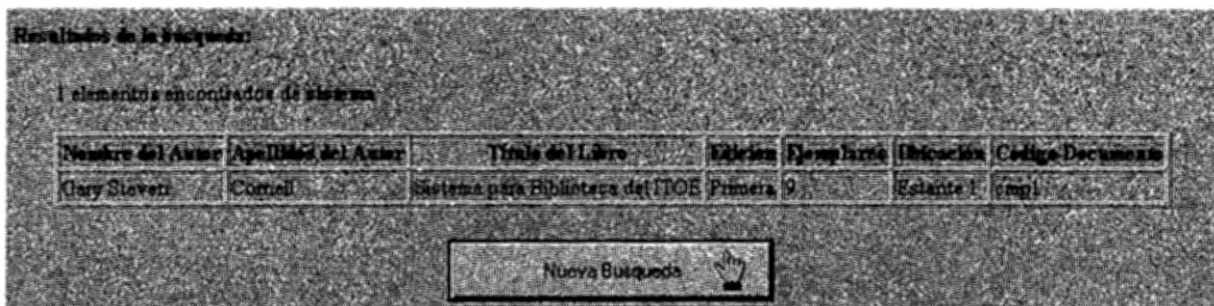 Resultados de la busqueda:
1 elementos encontrados de sistema
Nombre del Autor Apellidos del Autor Titulo del Libro Edicion Ejemplares Ubicación Codigo Documento
Gary Steven Cornell Sistema para Biblioteca del ITOE Primera 9 Estante 1 cmp1
Nueva Busqueda